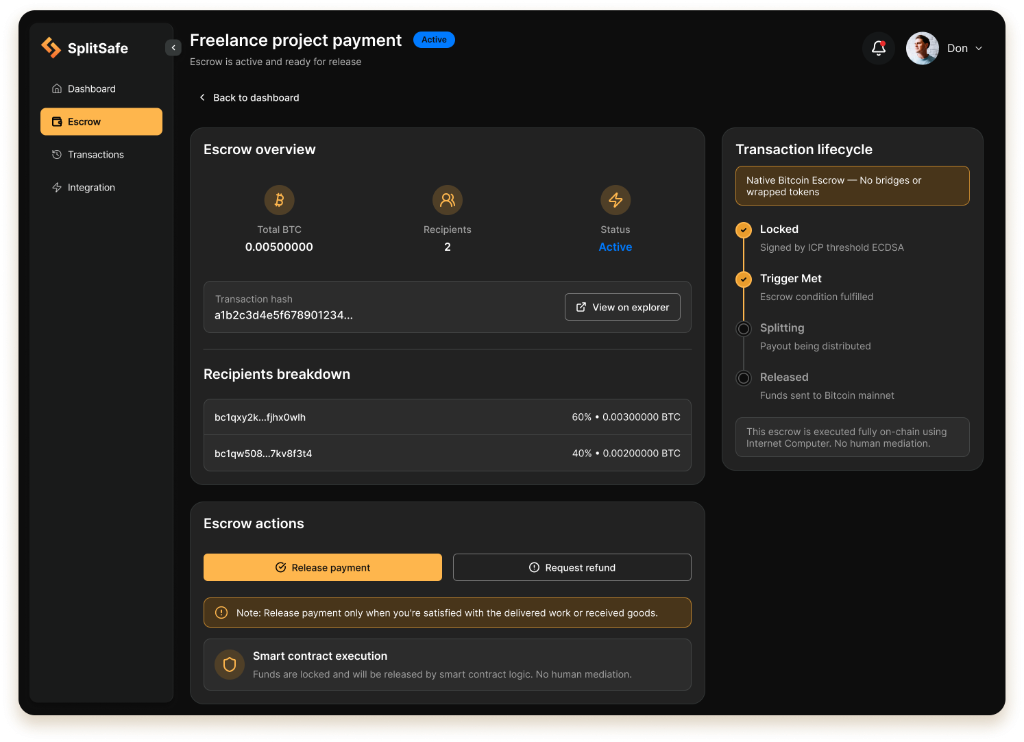 SplitSafe
Dashboard
Escrow
Transactions
Integration
Freelance project payment
Active
Escrow is active and ready for release
Don
Back to dashboard
Escrow overview
Total BTC
0.00500000
Recipients
2
Status
Active
Transaction hash
a1b2c3d4e5f678901234...
View on explorer
Recipients breakdown
bc1qxy2k...fjhx0wlh
60% • 0.00300000 BTC
bc1qw508...7kv8f3t4
40% • 0.00200000 BTC
Escrow actions
Release payment
Request refund
Note: Release payment only when you're satisfied with the delivered work or received goods.
Smart contract execution
Funds are locked and will be released by smart contract logic. No human mediation.
Transaction lifecycle
Native Bitcoin Escrow — No bridges or
wrapped tokens
Locked
Signed by ICP threshold ECDSA
Trigger Met
Escrow condition fulfilled
Splitting
Payout being distributed
Released
Funds sent to Bitcoin mainnet
This escrow is executed fully on-chain using
Internet Computer. No human mediation.